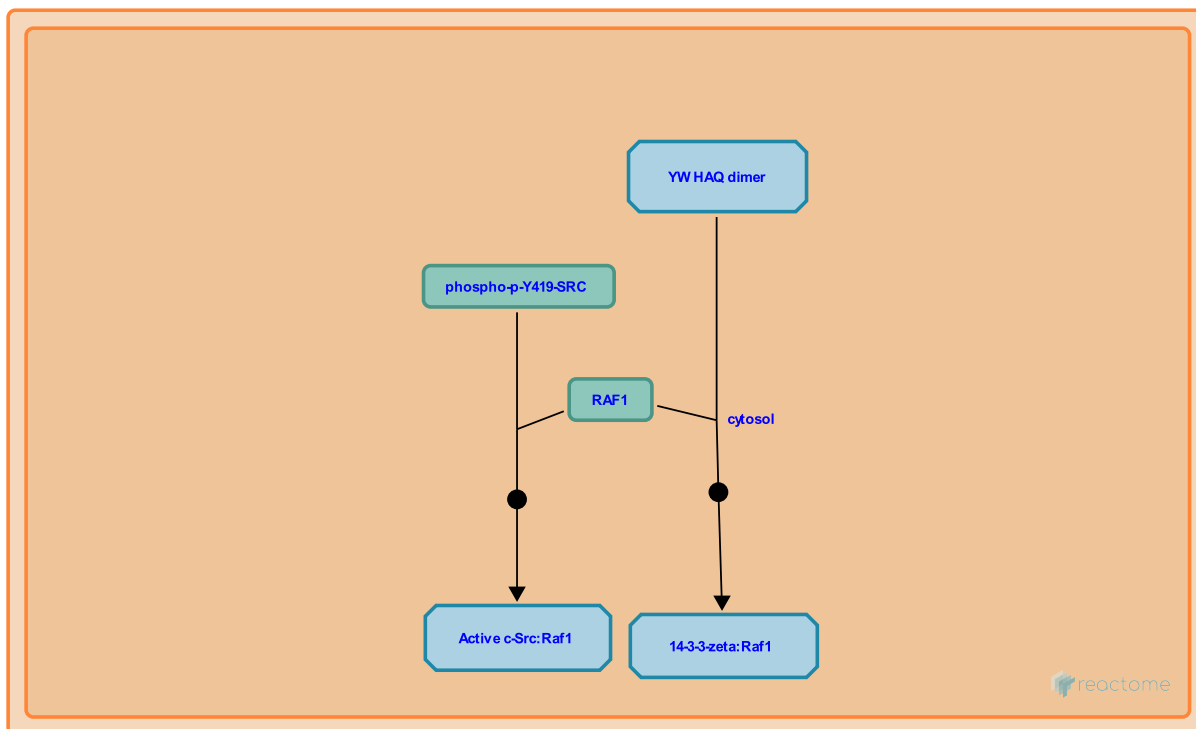 YWHAQ dimer
phospho-p-Y419-SRC
RAF1
cytosol
Active c-Src:Raf1
14-3-3-zeta:Raf1
reactome